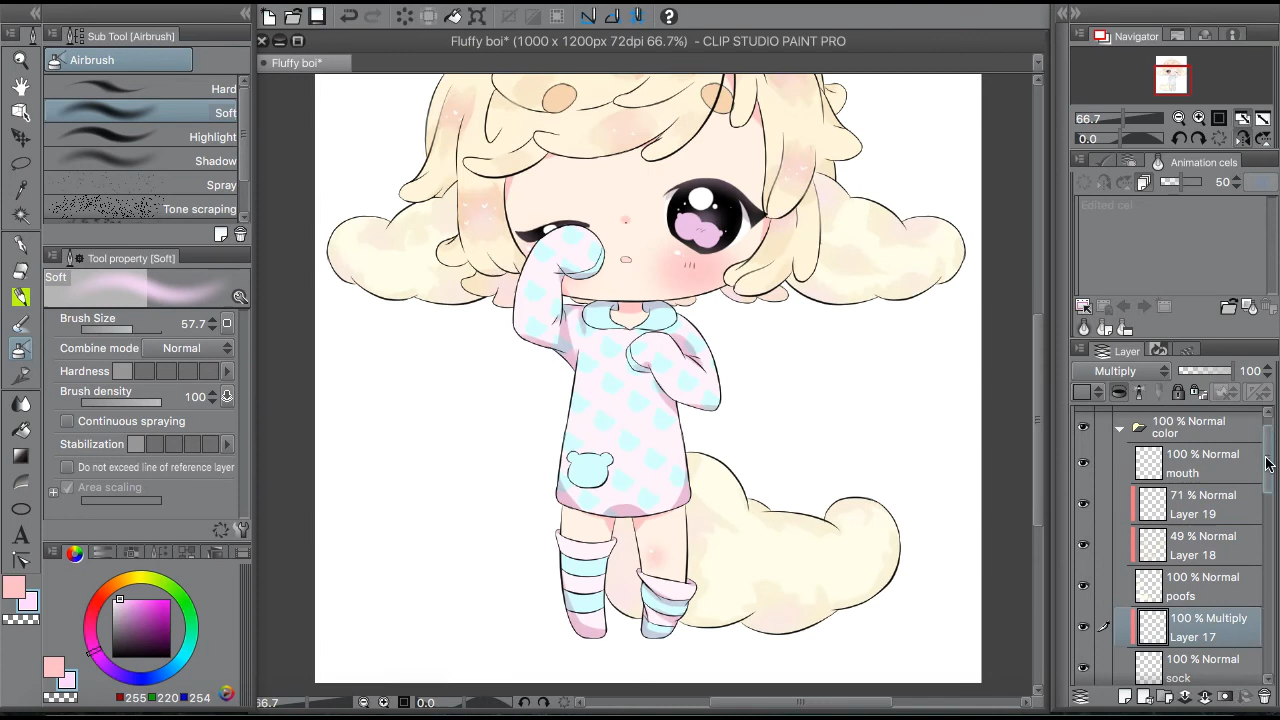 Sub Tool [Airbrush]
Airbrush
Hard
Soft
Highlight
Shadow
Spray
Tone scraping
Tool property [Soft]
Soft
Brush Size 57.7
Combine mode Normal
Hardness
Brush density 100
Continuous spraying
Stabilization
Do not exceed line of reference layer
Area scaling
255 220 254
Fluffy boi* (1000 x 1200px 72dpi 66.7%) - CLIP STUDIO PAINT PRO
Fluffy boi*
66.7% 0.0
Navigator
66.7
0.0
Animation cels
50
Edited cel
Layer
Multiply 100
100 % Normal
color
100 % Normal
mouth
71 % Normal
Layer 19
49 % Normal
Layer 18
100 % Normal
poofs
100 % Multiply
Layer 17
100 % Normal
sock